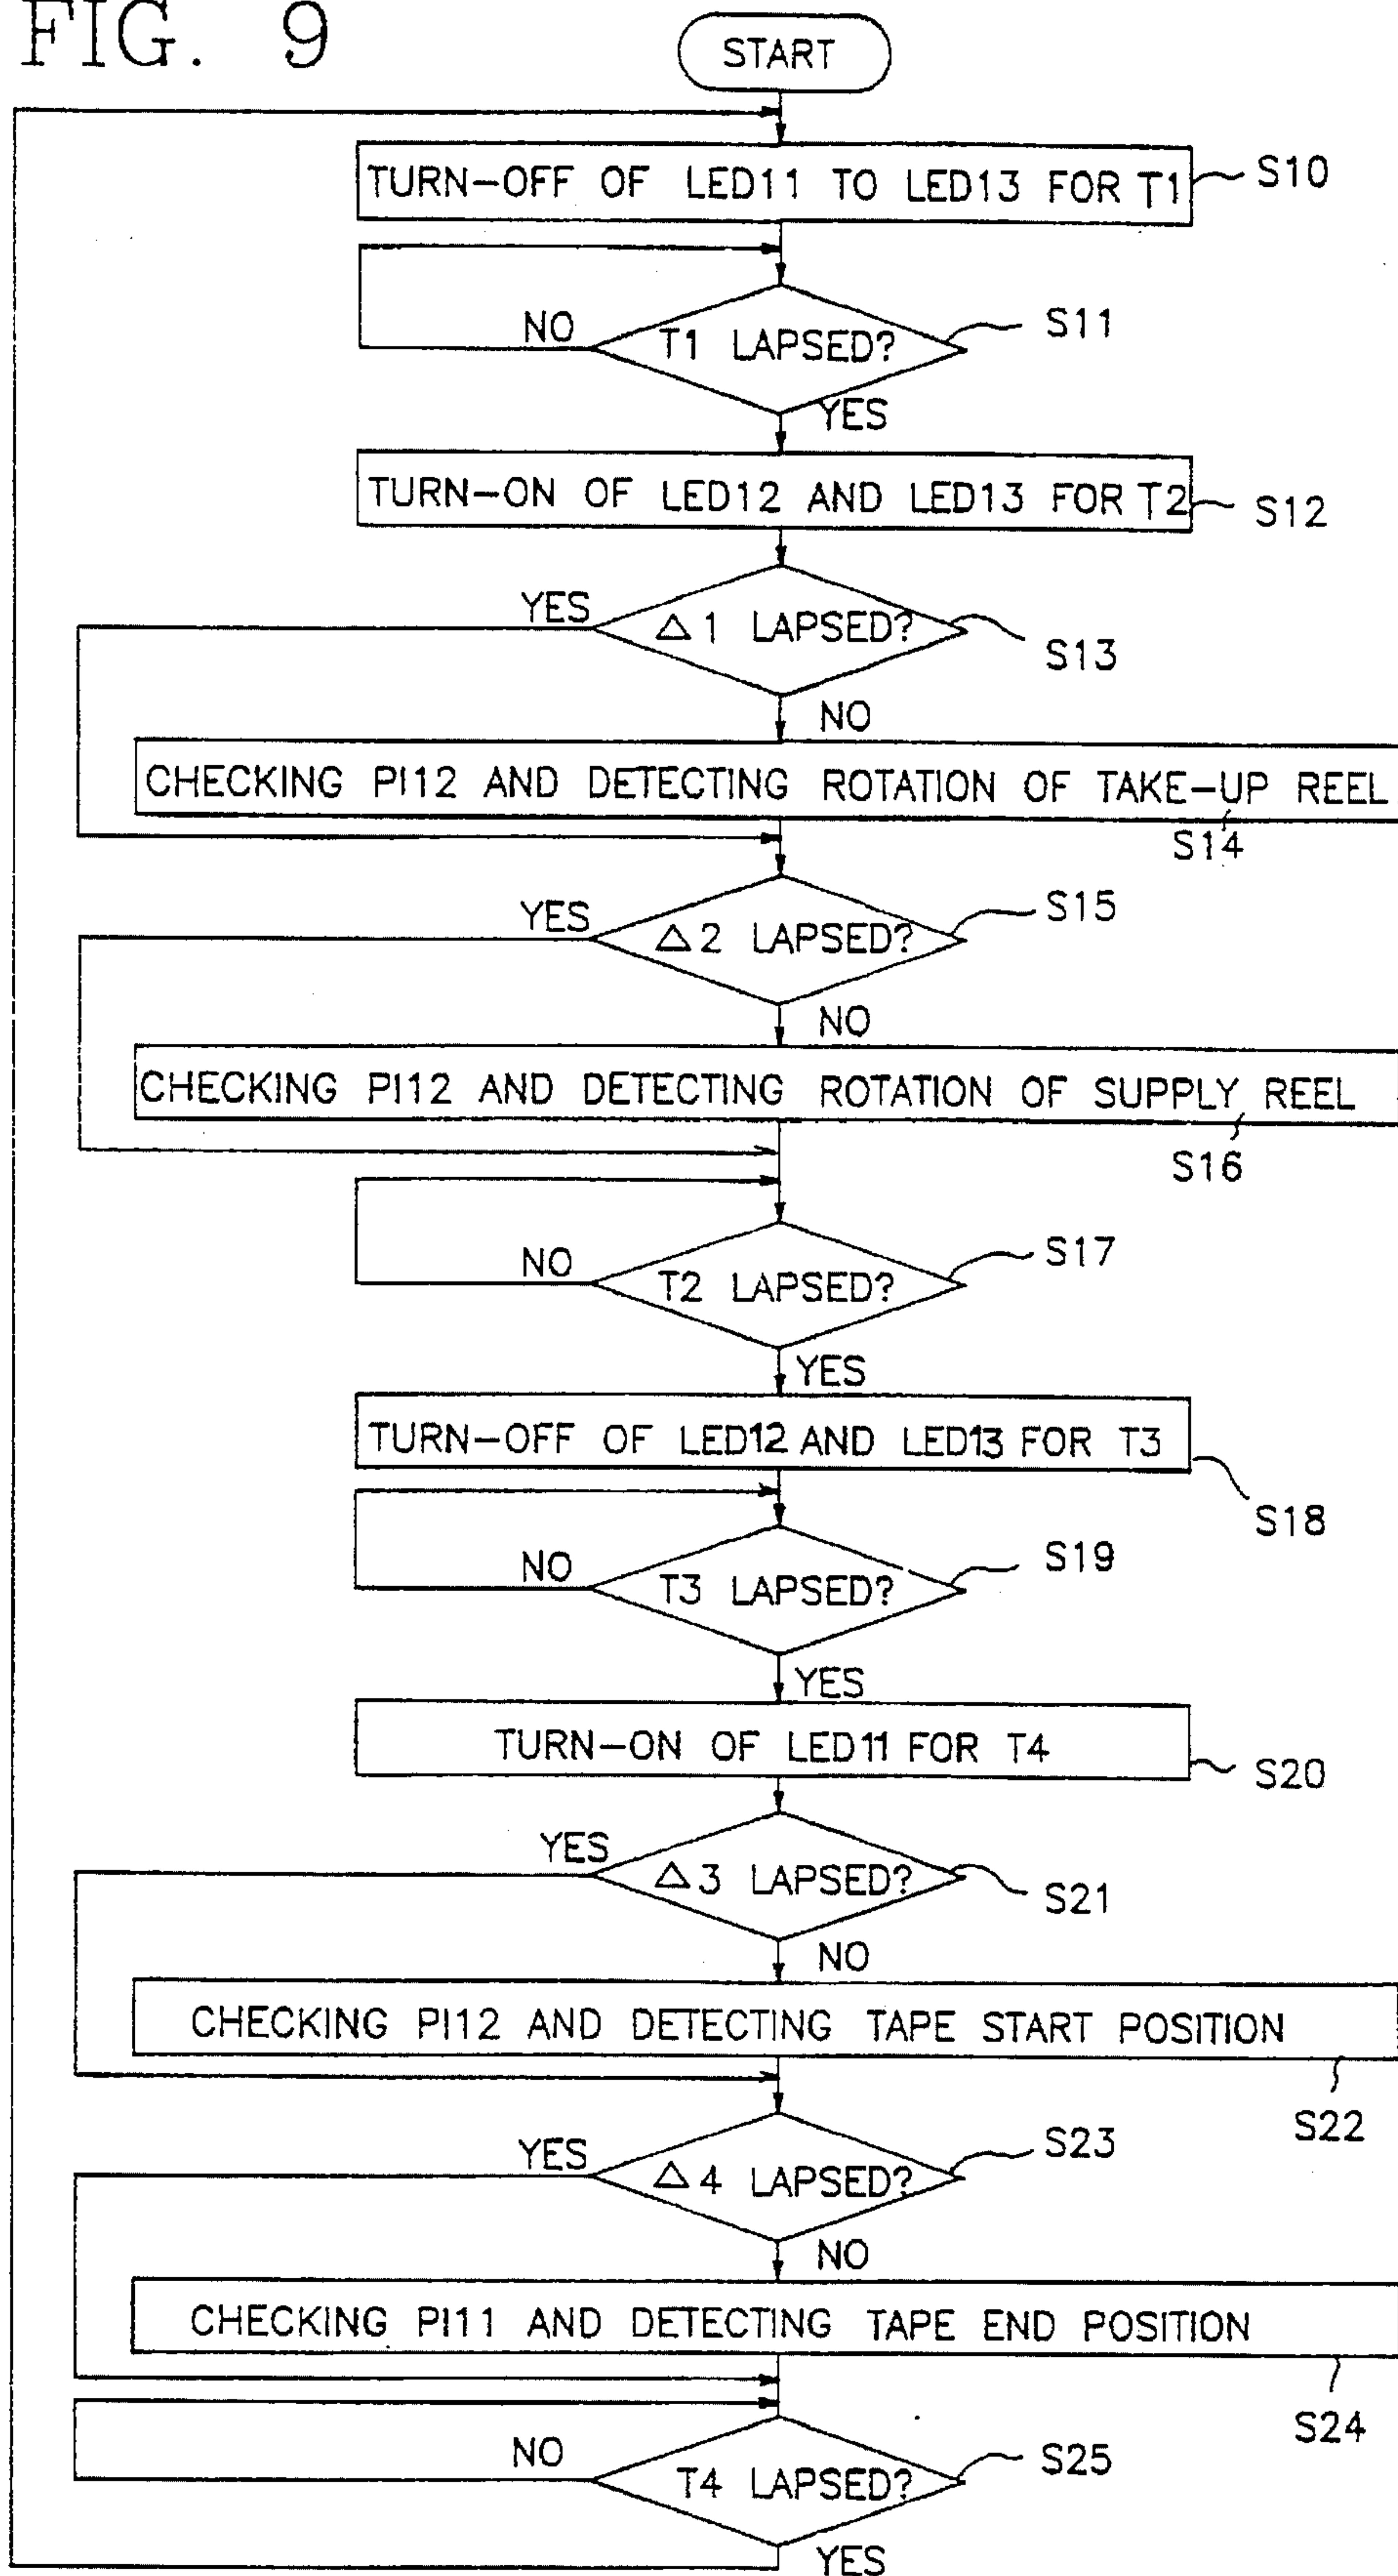 FIG. 9
START
TURN-OFF OF LED11 TO LED13 FOR T1
S10
NO
T1 LAPSED?
S11
YES
TURN-ON OF LED12 AND LED13 FOR T2
S12
YES
△1 LAPSED?
S13
NO
CHECKING PI12 AND DETECTING ROTATION OF TAKE-UP REEL
S14
YES
△2 LAPSED?
S15
NO
CHECKING PI12 AND DETECTING ROTATION OF SUPPLY REEL
S16
NO
T2 LAPSED?
S17
YES
TURN-OFF OF LED12 AND LED13 FOR T3
S18
NO
T3 LAPSED?
S19
YES
TURN-ON OF LED11 FOR T4
S20
YES
△3 LAPSED?
S21
NO
CHECKING PI12 AND DETECTING TAPE START POSITION
S22
YES
△4 LAPSED?
S23
NO
CHECKING PI11 AND DETECTING TAPE END POSITION
S24
NO
T4 LAPSED?
S25
YES